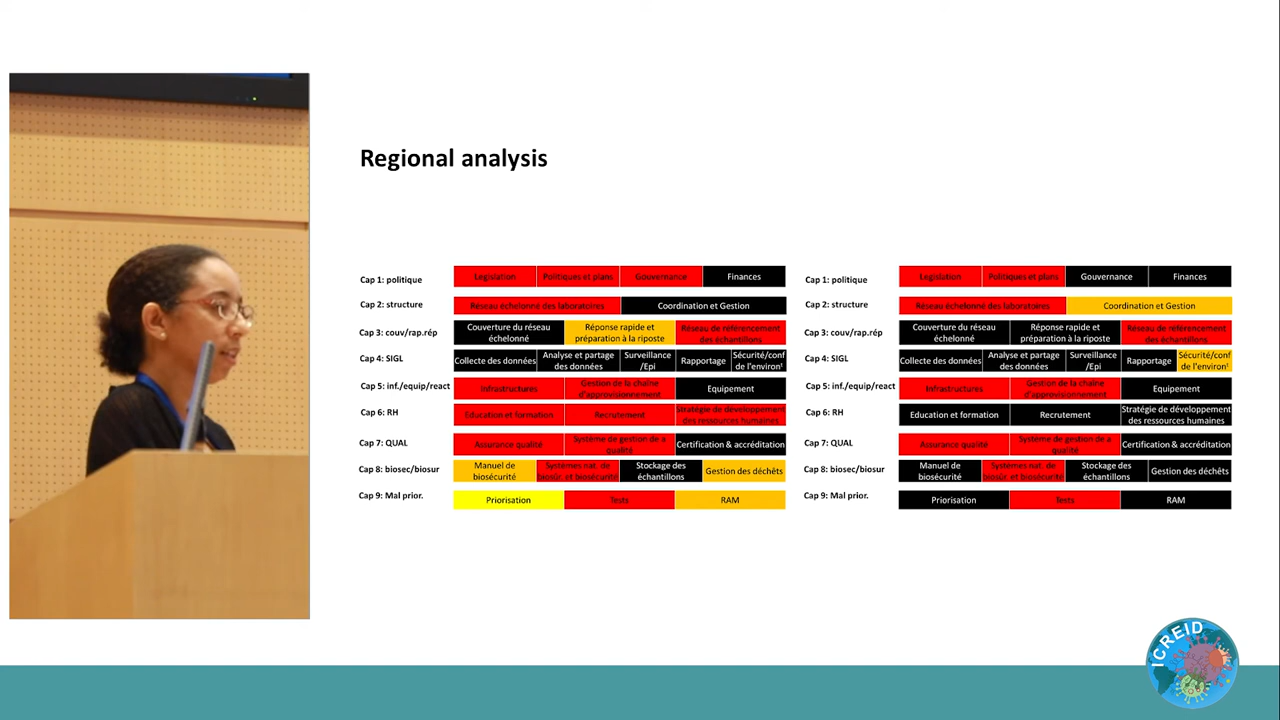 Regional analysis
Cap 1: politique
Legislation
Politiques et plans
Gouvernance
Finances
Cap 2: structure
Réseau échelonné des laboratoires
Coordination et Gestion
Cap 3: couv/rap.rép
Couverture du réseau
échelonné
Réponse rapide et
préparation à la riposte
Réseau de référencement
des échantillons
Cap 4: SIGL
Collecte des données
Analyse et partage
des données
Surveillance
/Epi
Rapportage
Sécurité/conf
de l'environᵗ
Cap 5: inf./equip/react
Infrastructures
Gestion de la chaîne
d'approvisionnement
Equipement
Cap 6: RH
Education et formation
Recrutement
Stratégie de développement
des ressources humaines
Cap 7: QUAL
Assurance qualité
Système de gestion de a
qualité
Certification & accréditation
Cap 8: biosec/biosur
Manuel de
biosécurité
Systèmes nat. de
biosûr. et biosécurité
Stockage des
échantillons
Gestion des déchêts
Cap 9: Mal prior.
Priorisation
Tests
RAM
Cap 1: politique
Legislation
Politiques et plans
Gouvernance
Finances
Cap 2: structure
Réseau échelonné des laboratoires
Coordination et Gestion
Cap 3: couv/rap.rép
Couverture du réseau
échelonné
Réponse rapide et
préparation à la riposte
Réseau de référencement
des échantillons
Cap 4: SIGL
Collecte des données
Analyse et partage
des données
Surveillance
/Epi
Rapportage
Sécurité/conf
de l'environᵗ
Cap 5: inf./equip/react
Infrastructures
Gestion de la chaîne
d'approvisionnement
Equipement
Cap 6: RH
Education et formation
Recrutement
Stratégie de développement
des ressources humaines
Cap 7: QUAL
Assurance qualité
Système de gestion de a
qualité
Certification & accréditation
Cap 8: biosec/biosur
Manuel de
biosécurité
Systèmes nat. de
biosûr. et biosécurité
Stockage des
échantillons
Gestion des déchêts
Cap 9: Mal prior.
Priorisation
Tests
RAM
ICREID